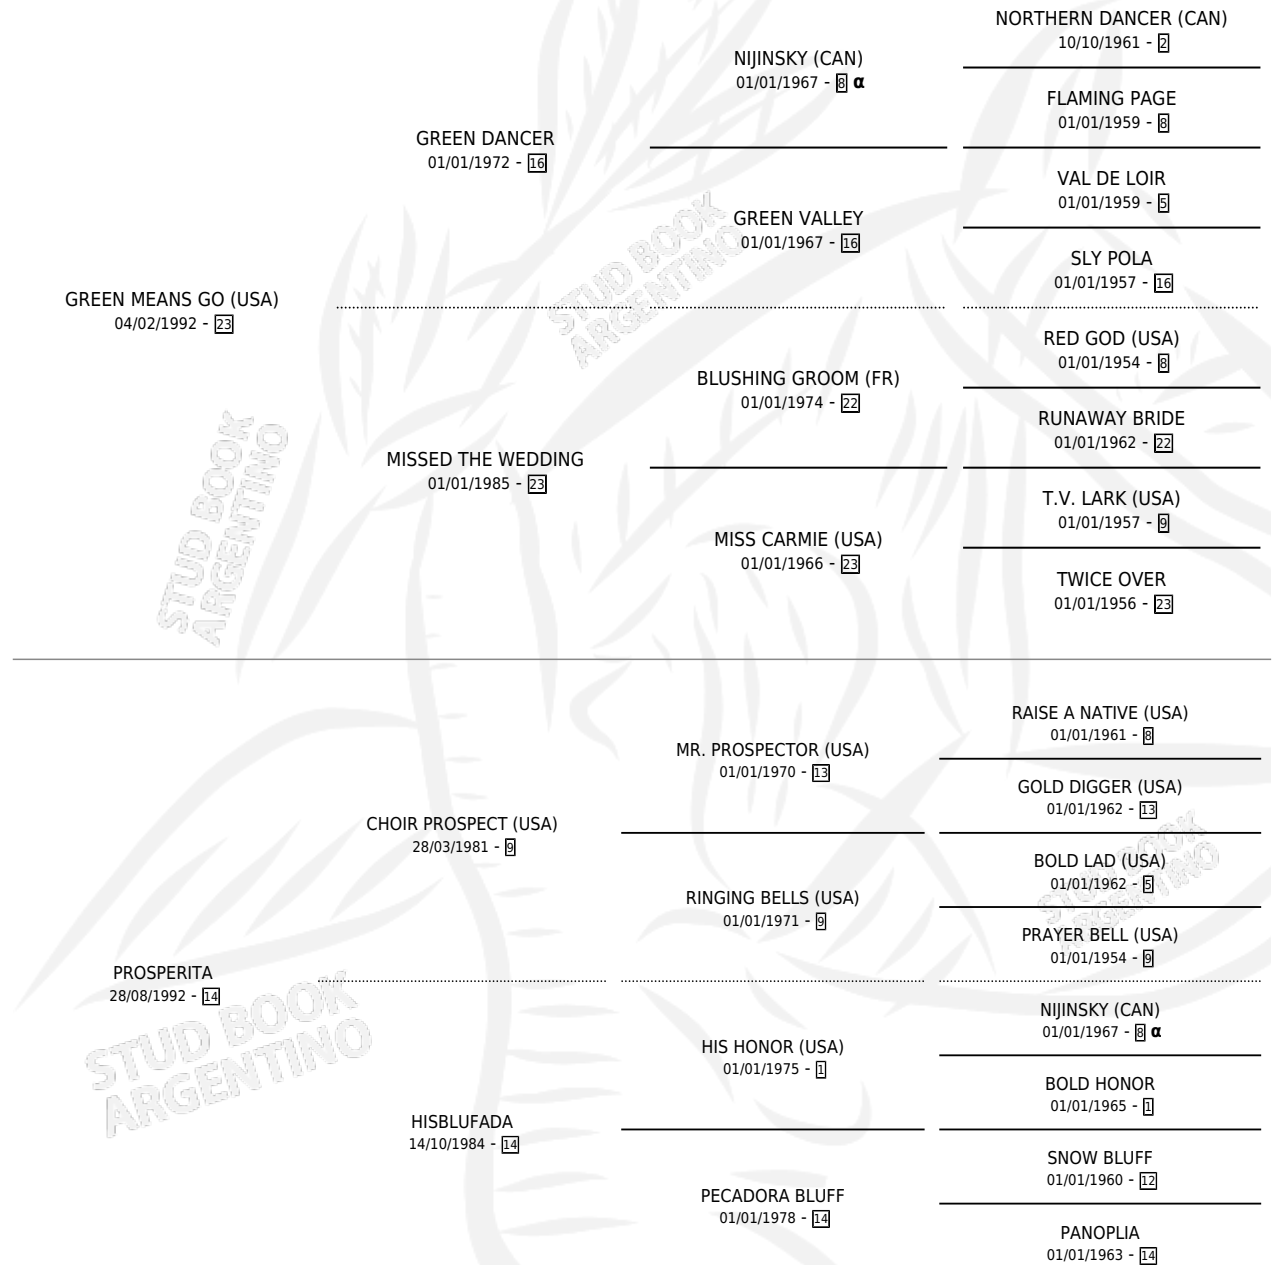 NORTHERN DANCER (CAN)
10/10/1961 - 2
NIJINSKY (CAN)
01/01/1967 - 8 α
FLAMING PAGE
01/01/1959 - 8
GREEN DANCER
01/01/1972 - 16
VAL DE LOIR
01/01/1959 - 5
GREEN VALLEY
01/01/1967 - 16
SLY POLA
01/01/1957 - 16
GREEN MEANS GO (USA)
04/02/1992 - 23
RED GOD (USA)
01/01/1954 - 8
BLUSHING GROOM (FR)
01/01/1974 - 22
RUNAWAY BRIDE
01/01/1962 - 22
MISSED THE WEDDING
01/01/1985 - 23
T.V. LARK (USA)
01/01/1957 - 9
MISS CARMIE (USA)
01/01/1966 - 23
TWICE OVER
01/01/1956 - 23
RAISE A NATIVE (USA)
01/01/1961 - 8
MR. PROSPECTOR (USA)
01/01/1970 - 13
GOLD DIGGER (USA)
01/01/1962 - 13
CHOIR PROSPECT (USA)
28/03/1981 - 9
BOLD LAD (USA)
01/01/1962 - 5
RINGING BELLS (USA)
01/01/1971 - 9
PRAYER BELL (USA)
01/01/1954 - 9
PROSPERITA
28/08/1992 - 14
NIJINSKY (CAN)
01/01/1967 - 8 α
HIS HONOR (USA)
01/01/1975 - 1
BOLD HONOR
01/01/1965 - 1
HISBLUFADA
14/10/1984 - 14
SNOW BLUFF
01/01/1960 - 12
PECADORA BLUFF
01/01/1978 - 14
PANOPLIA
01/01/1963 - 14
STUD BOOK
ARGENTINO
STUD BOOK
ARGENTINO
STUD BOOK
ARGENTINO
STUD BOOK
ARGENTINO